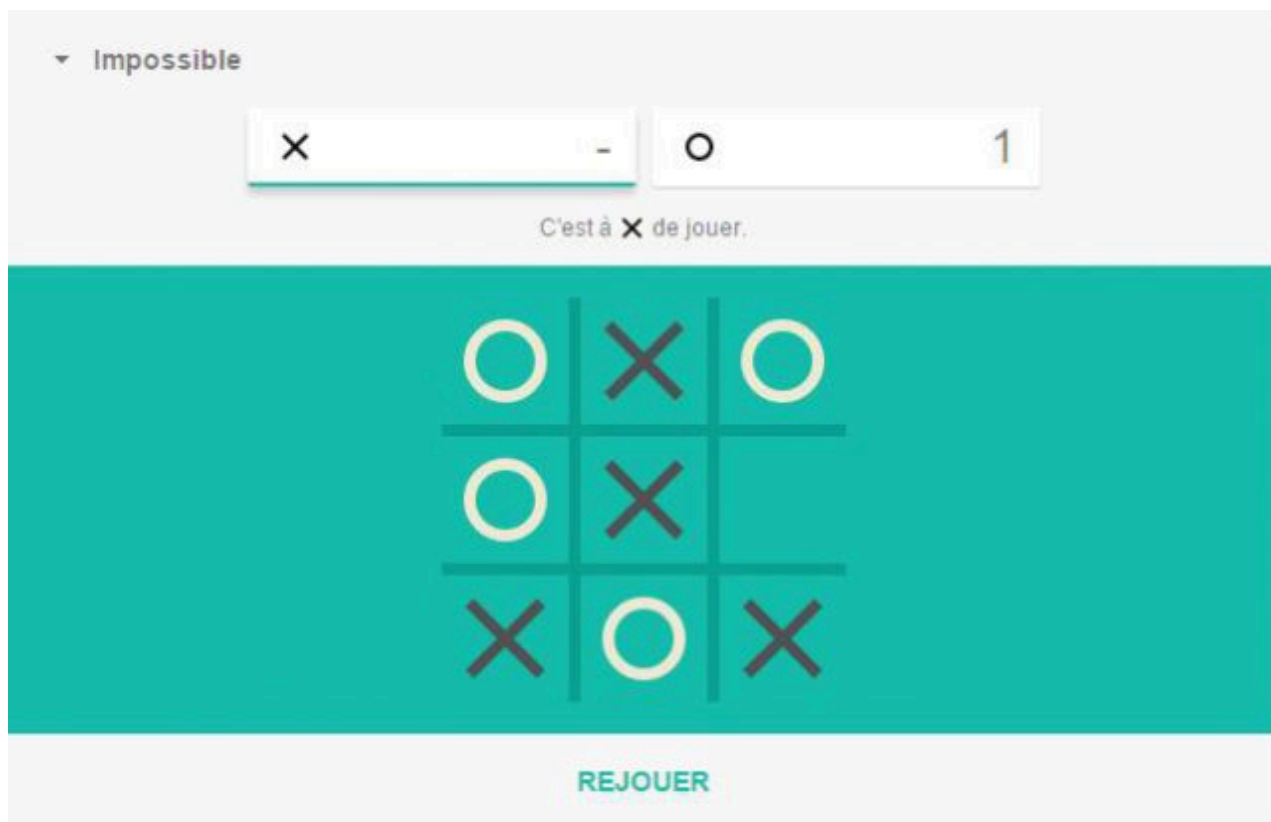 Impossible
× - O 1
C'est à × de jouer.
O × O
O ×
× O ×
REJOUER